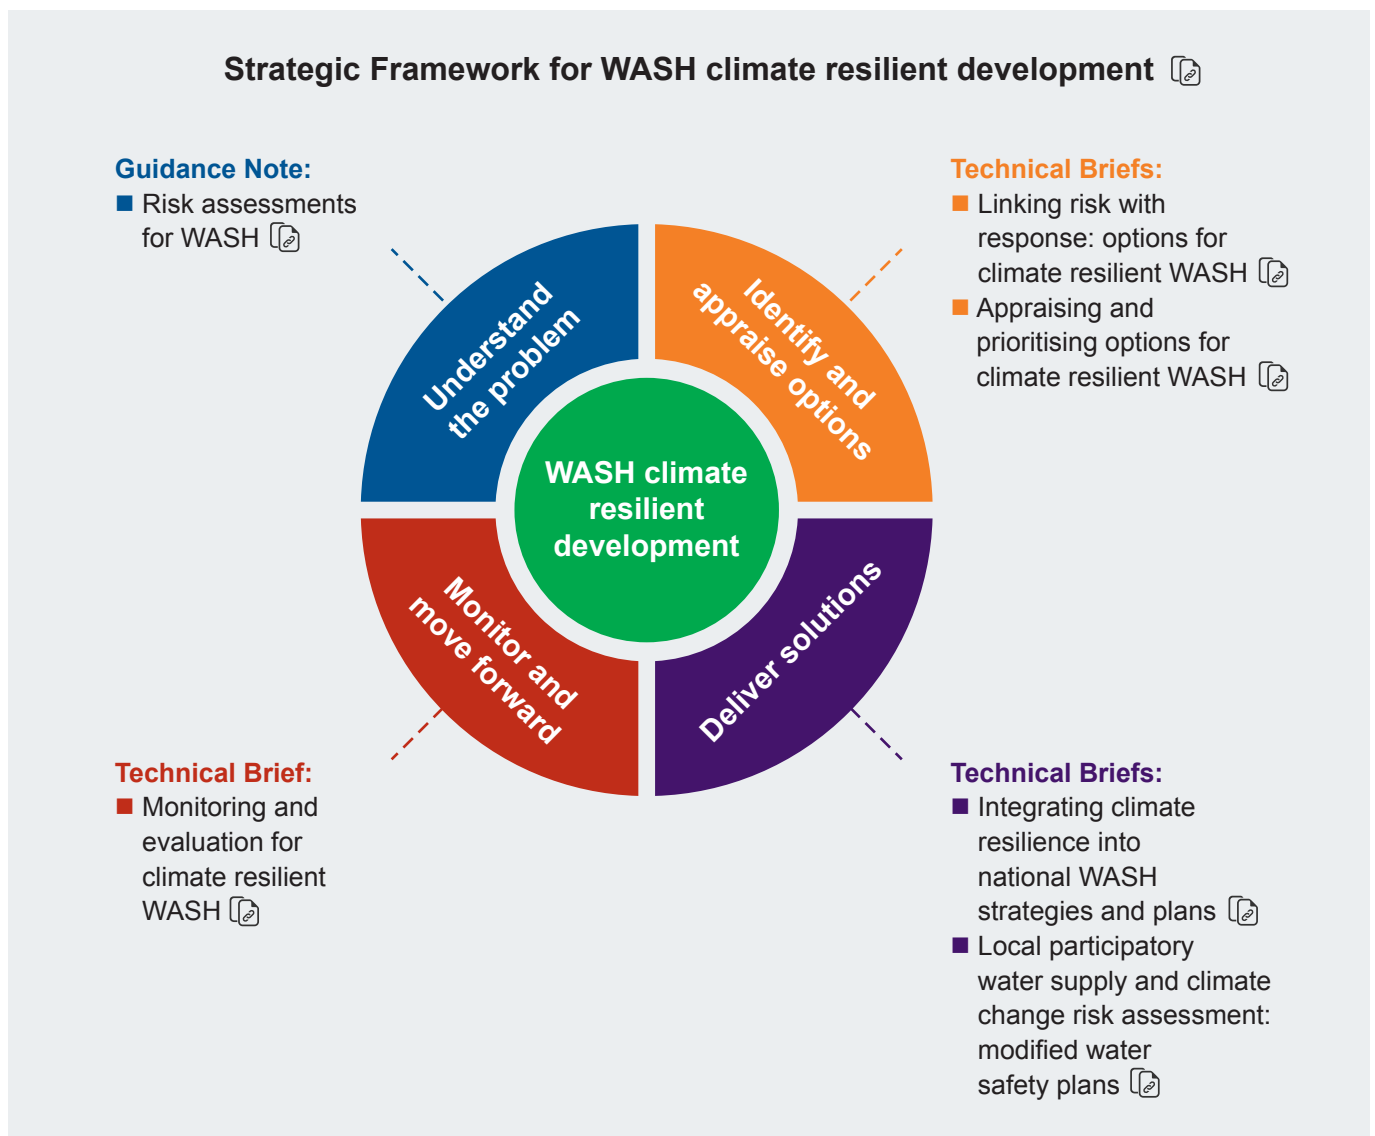 Strategic Framework for WASH climate resilient development
Guidance Note:
Risk assessments
for WASH
Technical Briefs:
Linking risk with
response: options for
climate resilient WASH
Appraising and
prioritising options for
climate resilient WASH
Understand
the problem
Identify and
appraise options
WASH climate
resilient
development
Monitor and
move forward
Deliver solutions
Technical Brief:
Monitoring and
evaluation for
climate resilient
WASH
Technical Briefs:
Integrating climate
resilience into
national WASH
strategies and plans
Local participatory
water supply and climate
change risk assessment:
modified water
safety plans